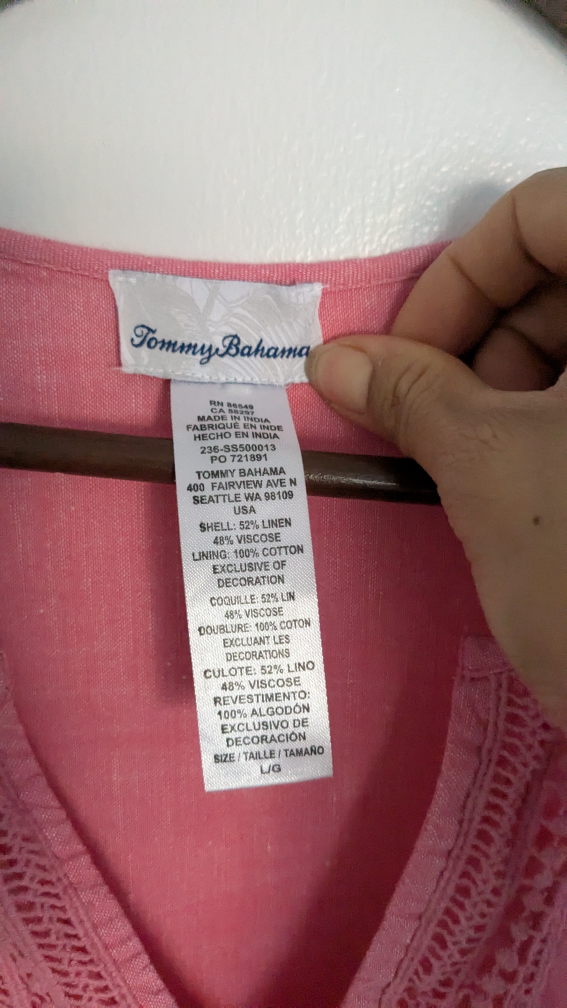 Tommy Bahama
RN 86549
CA 56297
MADE IN INDIA
FABRIQUÉ EN INDE
HECHO EN INDIA
236-SS500013
PO 721891
TOMMY BAHAMA
400 FAIRVIEW AVE N
SEATTLE WA 98109
USA
SHELL: 52% LINEN
48% VISCOSE
LINING: 100% COTTON
EXCLUSIVE OF
DECORATION
COQUILLE: 52% LIN
48% VISCOSE
DOUBLURE: 100% COTON
EXCLUANT LES
DECORATIONS
CULOTE: 52% LINO
48% VISCOSE
REVESTIMENTO:
100% ALGODÓN
EXCLUSIVO DE
DECORACIÓN
SIZE / TAILLE / TAMAÑO
L/G